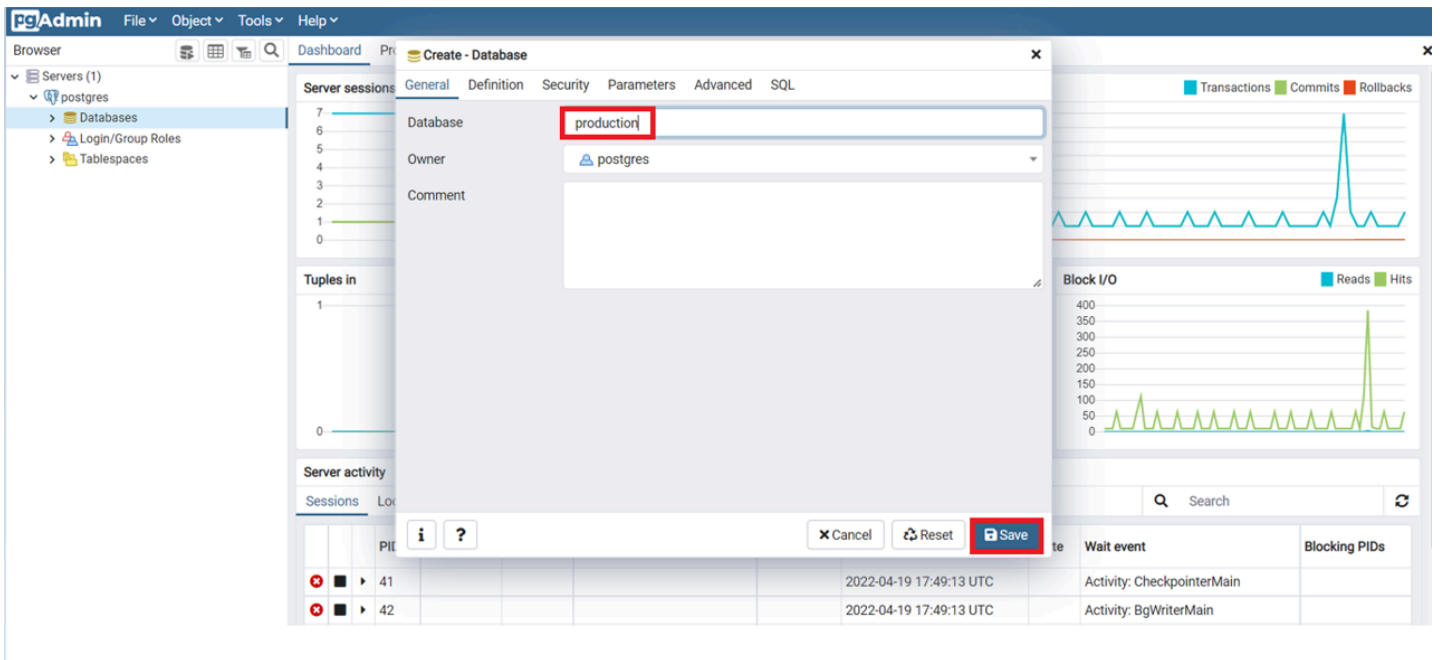 pgAdmin File Object Tools Help
Browser
Dashboard Pr
Servers (1)
postgres
Databases
Login/Group Roles
Tablespaces
Create - Database
General Definition Security Parameters Advanced SQL
Database production
Owner postgres
Comment
i ? Cancel Reset Save
Server sessions
7
6
5
4
3
2
1
0
Transactions Commits Rollbacks
Tuples in
1
0
Block I/O Reads Hits
400
350
300
250
200
150
100
50
0
Server activity
Sessions Loc
Search
PID te Wait event Blocking PIDs
41 2022-04-19 17:49:13 UTC Activity: CheckpointerMain
42 2022-04-19 17:49:13 UTC Activity: BgWriterMain